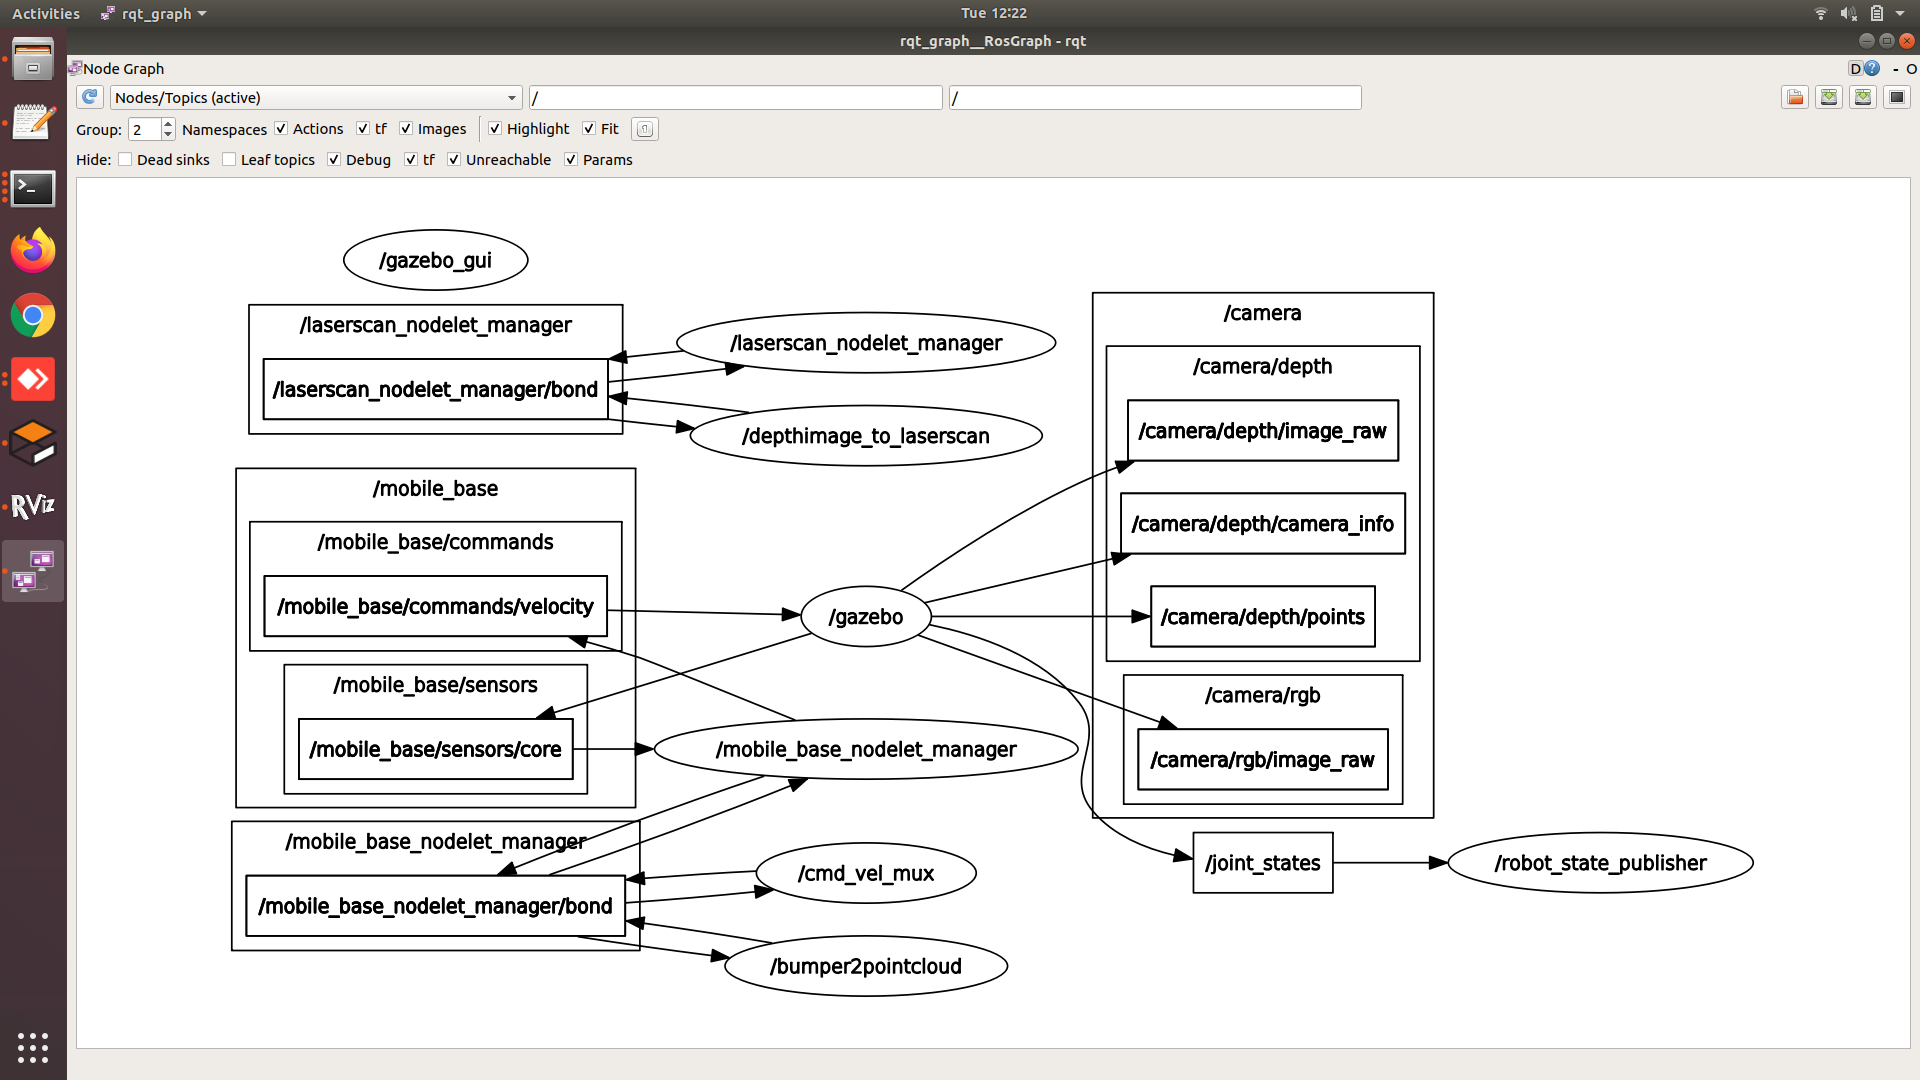 Activities rqt_graph Tue 12:22
rqt_graph__RosGraph - rqt
Node Graph D ? - O
Nodes/Topics (active) / /
Group: 2 Namespaces Actions tf Images Highlight Fit
Hide: Dead sinks Leaf topics Debug tf Unreachable Params
RViz
/gazebo_gui
/laserscan_nodelet_manager
/laserscan_nodelet_manager/bond
/laserscan_nodelet_manager
/depthimage_to_laserscan
/mobile_base
/mobile_base/commands
/mobile_base/commands/velocity
/mobile_base/sensors
/mobile_base/sensors/core
/gazebo
/mobile_base_nodelet_manager
/mobile_base_nodelet_manager
/mobile_base_nodelet_manager/bond
/cmd_vel_mux
/bumper2pointcloud
/camera
/camera/depth
/camera/depth/image_raw
/camera/depth/camera_info
/camera/depth/points
/camera/rgb
/camera/rgb/image_raw
/joint_states
/robot_state_publisher